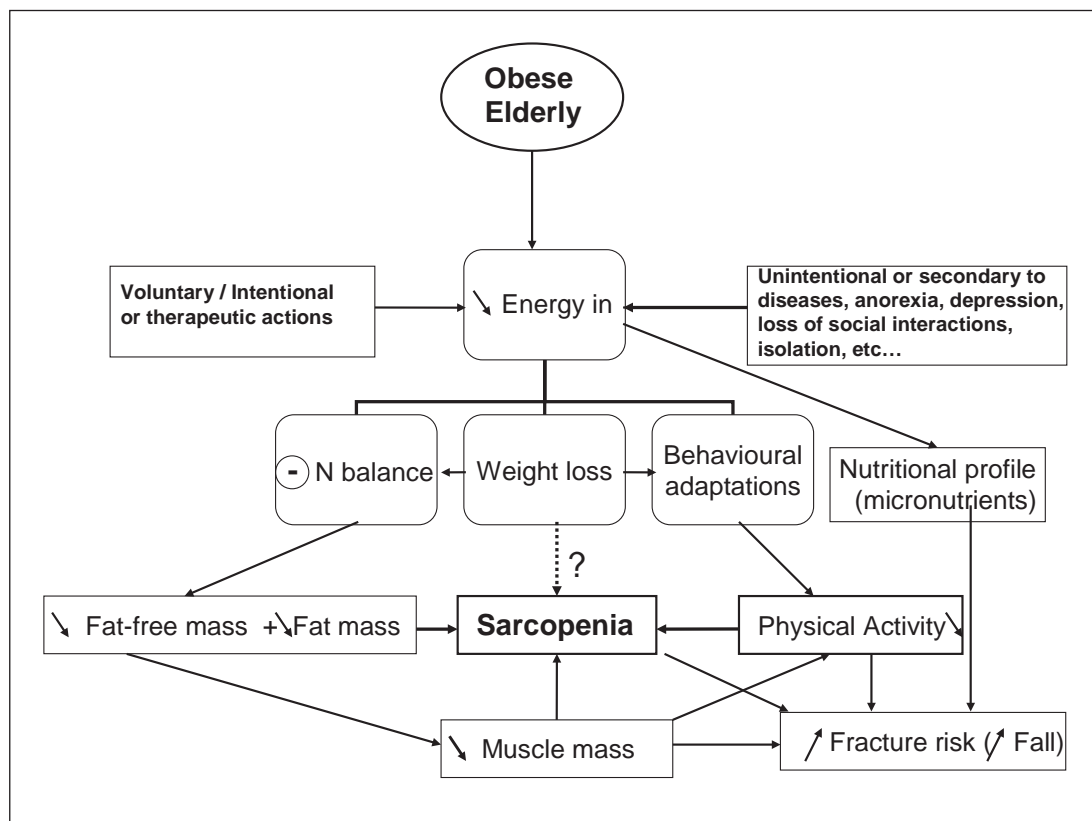 Obese
Elderly
Voluntary / Intentional
or therapeutic actions
↘ Energy in
Unintentional or secondary to
diseases, anorexia, depression,
loss of social interactions,
isolation, etc…
- N balance
Weight loss
Behavioural
adaptations
Nutritional profile
(micronutrients)
?
↘ Fat-free mass + ↘ Fat mass
Sarcopenia
Physical Activity ↘
↘ Muscle mass
↗ Fracture risk (↗ Fall)